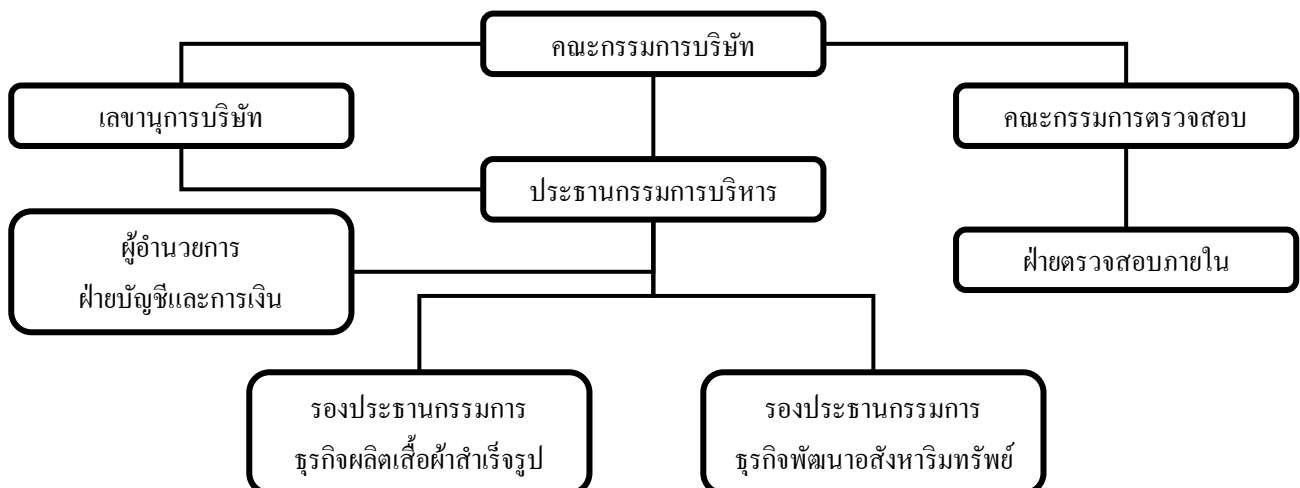 คณะกรรมการบริษัท
เลขานุการบริษัท
คณะกรรมการตรวจสอบ
ประธานกรรมการบริหาร
ผู้อำนวยการ
ฝ่ายบัญชีและการเงิน
ฝ่ายตรวจสอบภายใน
รองประธานกรรมการ
ธุรกิจผลิตเสื้อผ้าสำเร็จรูป
รองประธานกรรมการ
ธุรกิจพัฒนาอสังหาริมทรัพย์